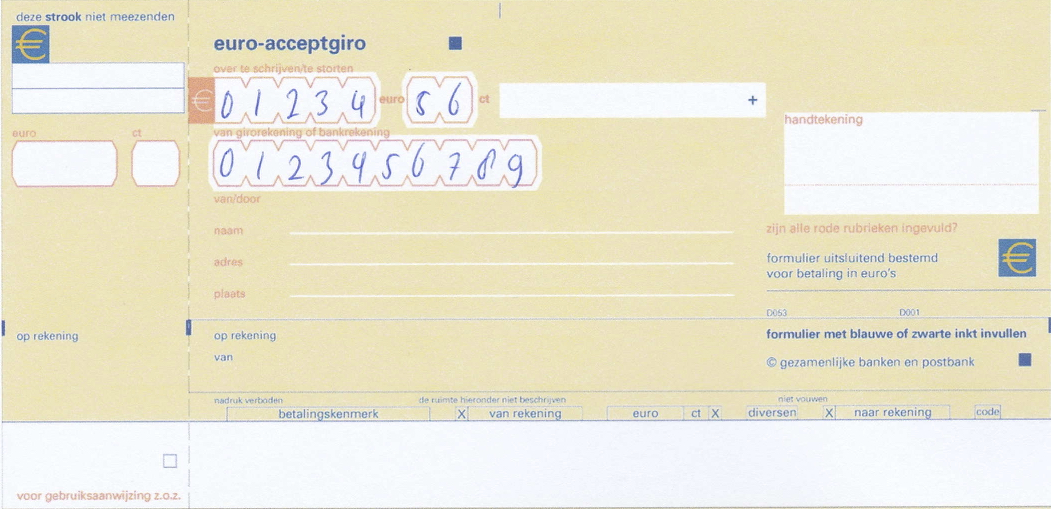 deze strook niet meezenden
€
euro-acceptgiro
over te schrijven/te storten
€ 01234 euro 56 ct +
euro ct
van girorekening of bankrekening
handtekening
0123456789
van/door
naam
zijn alle rode rubrieken ingevuld?
adres
formulier uitsluitend bestemd
voor betaling in euro's
€
plaats
D053 D001
op rekening
op rekening
formulier met blauwe of zwarte inkt invullen
van
© gezamenlijke banken en postbank
nadruk verboden de ruimte hieronder niet beschrijven niet vouwen
betalingskenmerk X van rekening euro ct X diversen X naar rekening code
voor gebruiksaanwijzing z.o.z.